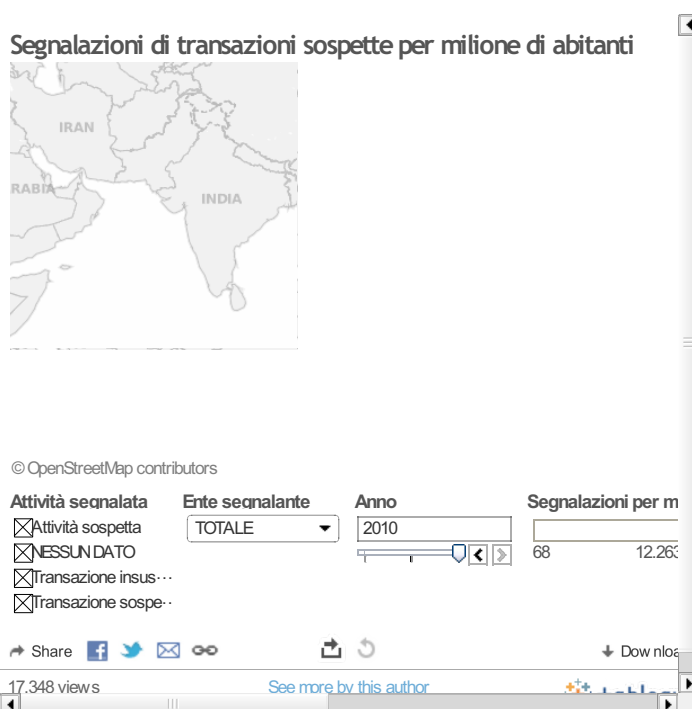 Segnalazioni di transazioni sospette per milione di abitanti
IRAN
RABIA
INDIA
© OpenStreetMap contributors
Attività segnalata
Attività sospetta
NESSUN DATO
Transazione insus···
Transazione sospe··
Ente segnalante
TOTALE
Anno
2010
Segnalazioni per m
68 12.263
Share
Downloa
17.348 views
See more by this author